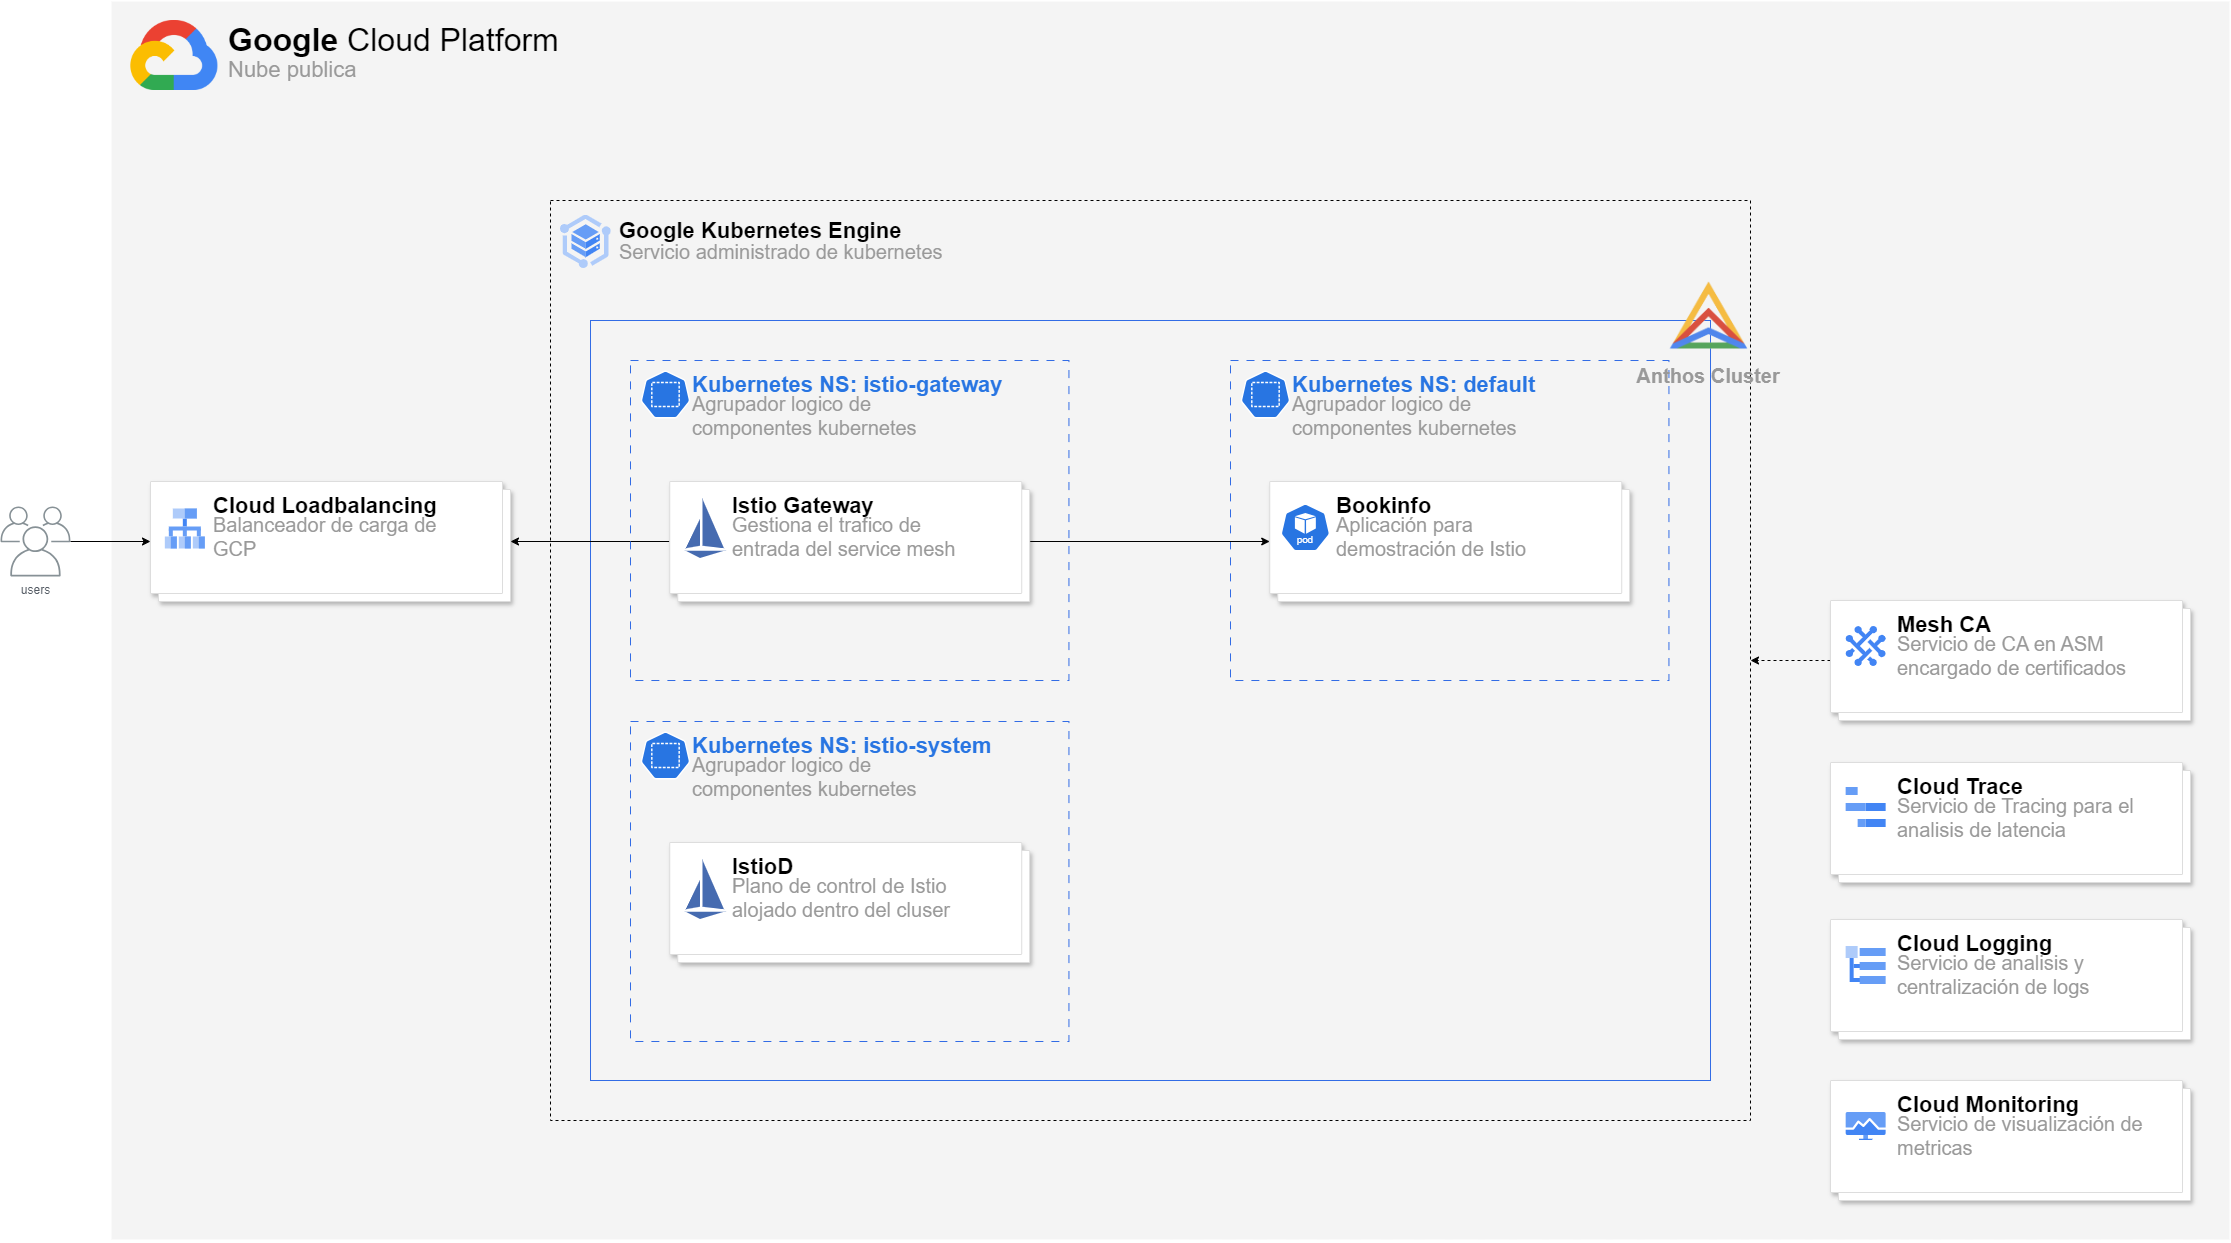 Google Cloud Platform
Nube publica
Google Kubernetes Engine
Servicio administrado de kubernetes
Anthos Cluster
Kubernetes NS: istio-gateway
Agrupador logico de
componentes kubernetes
Kubernetes NS: default
Agrupador logico de
componentes kubernetes
users
Cloud Loadbalancing
Balanceador de carga de
GCP
Istio Gateway
Gestiona el trafico de
entrada del service mesh
pod
Bookinfo
Aplicación para
demostración de Istio
Kubernetes NS: istio-system
Agrupador logico de
componentes kubernetes
IstioD
Plano de control de Istio
alojado dentro del cluser
Mesh CA
Servicio de CA en ASM
encargado de certificados
Cloud Trace
Servicio de Tracing para el
analisis de latencia
Cloud Logging
Servicio de analisis y
centralización de logs
Cloud Monitoring
Servicio de visualización de
metricas